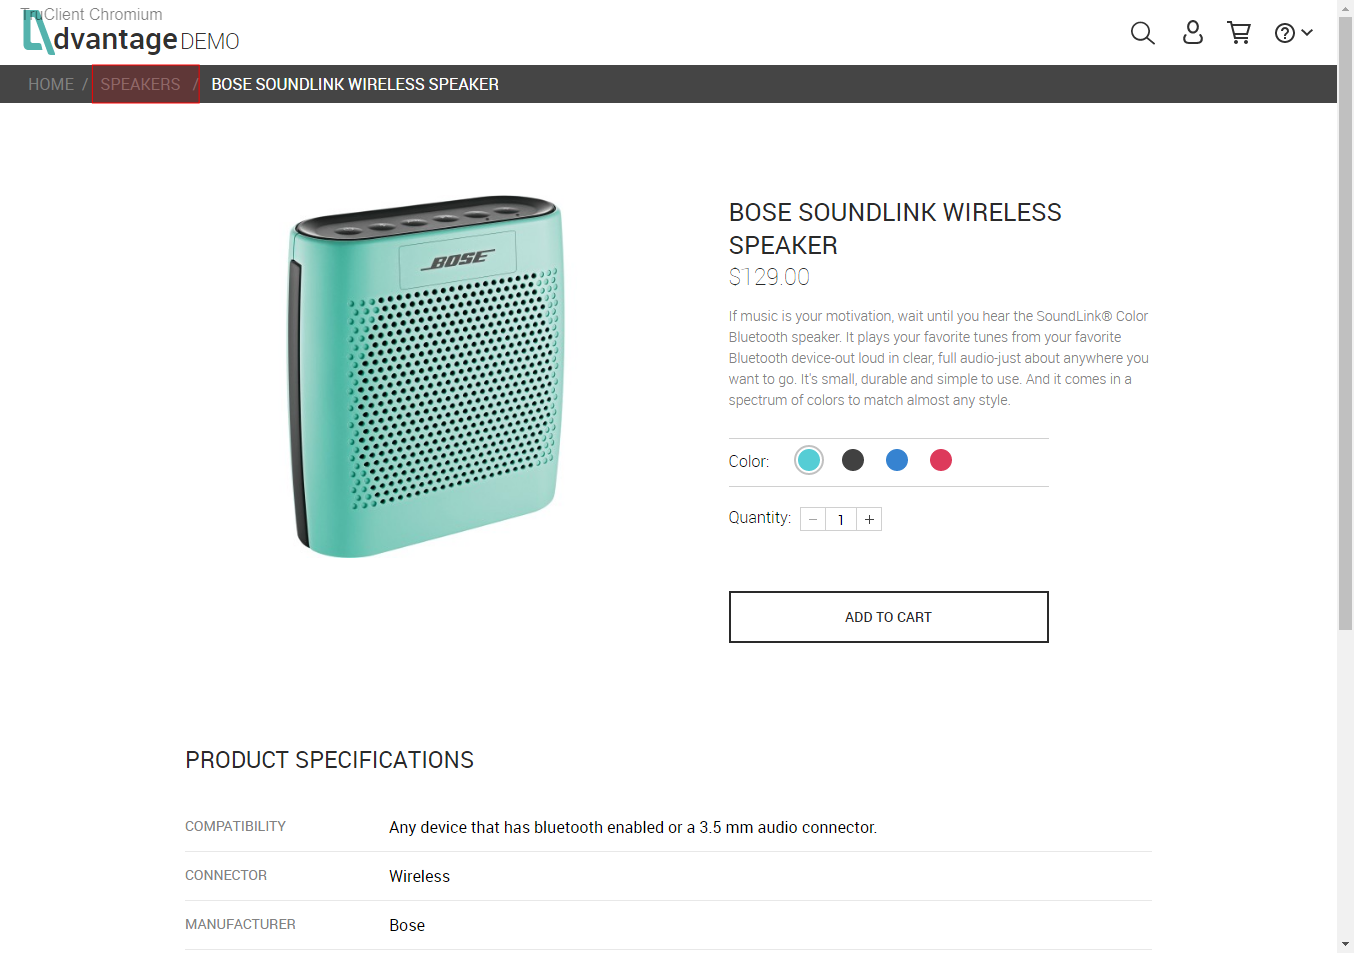 TruClient Chromium
dvantage DEMO
HOME / SPEAKERS / BOSE SOUNDLINK WIRELESS SPEAKER
BOSE
BOSE SOUNDLINK WIRELESS
SPEAKER
$129.00
If music is your motivation, wait until you hear the SoundLink® Color
Bluetooth speaker. It plays your favorite tunes from your favorite
Bluetooth device-out loud in clear, full audio-just about anywhere you
want to go. It's small, durable and simple to use. And it comes in a
spectrum of colors to match almost any style.
Color:
Quantity: − 1 +
ADD TO CART
PRODUCT SPECIFICATIONS
COMPATIBILITY Any device that has bluetooth enabled or a 3.5 mm audio connector.
CONNECTOR Wireless
MANUFACTURER Bose